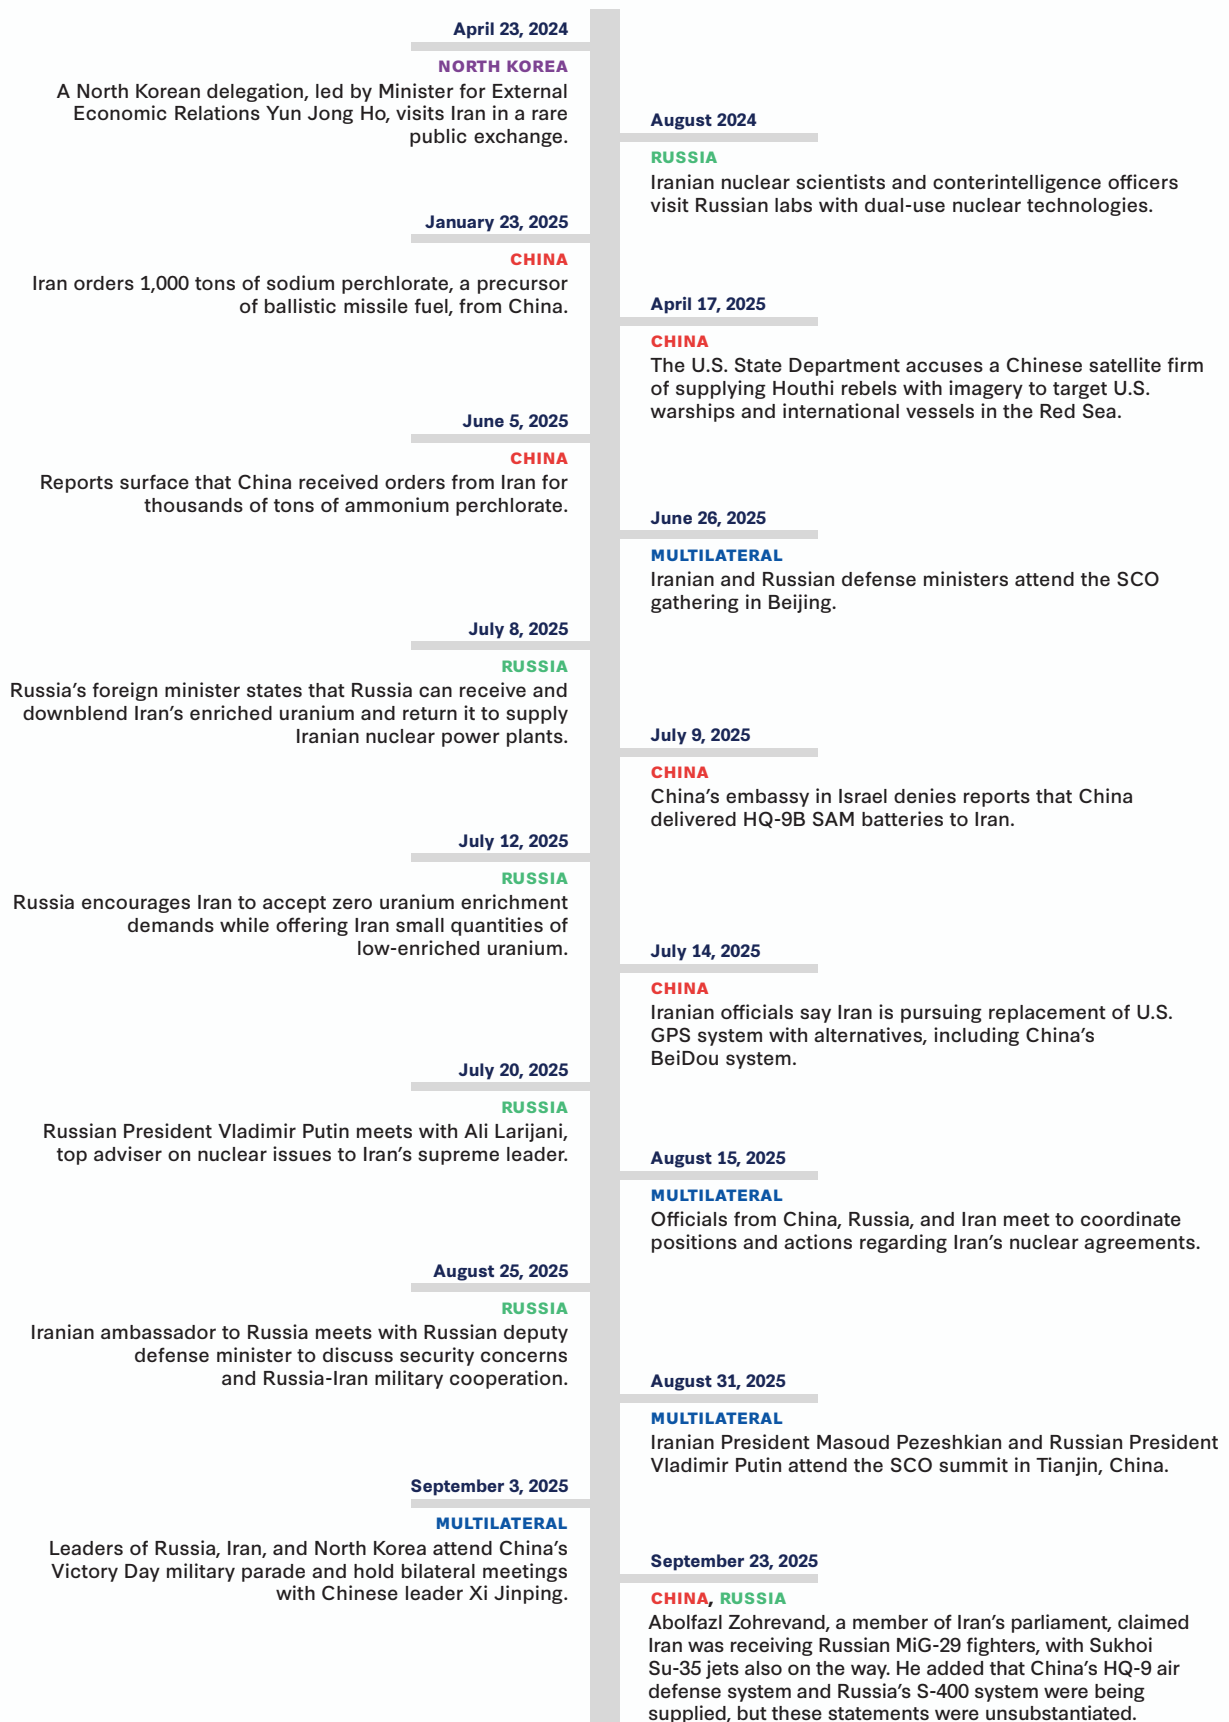 April 23, 2024
NORTH KOREA
A North Korean delegation, led by Minister for External
Economic Relations Yun Jong Ho, visits Iran in a rare
public exchange.
August 2024
RUSSIA
Iranian nuclear scientists and conterintelligence officers
visit Russian labs with dual-use nuclear technologies.
January 23, 2025
CHINA
Iran orders 1,000 tons of sodium perchlorate, a precursor
of ballistic missile fuel, from China.
April 17, 2025
CHINA
The U.S. State Department accuses a Chinese satellite firm
of supplying Houthi rebels with imagery to target U.S.
warships and international vessels in the Red Sea.
June 5, 2025
CHINA
Reports surface that China received orders from Iran for
thousands of tons of ammonium perchlorate.
June 26, 2025
MULTILATERAL
Iranian and Russian defense ministers attend the SCO
gathering in Beijing.
July 8, 2025
RUSSIA
Russia’s foreign minister states that Russia can receive and
downblend Iran’s enriched uranium and return it to supply
Iranian nuclear power plants.
July 9, 2025
CHINA
China’s embassy in Israel denies reports that China
delivered HQ-9B SAM batteries to Iran.
July 12, 2025
RUSSIA
Russia encourages Iran to accept zero uranium enrichment
demands while offering Iran small quantities of
low-enriched uranium.
July 14, 2025
CHINA
Iranian officials say Iran is pursuing replacement of U.S.
GPS system with alternatives, including China’s
BeiDou system.
July 20, 2025
RUSSIA
Russian President Vladimir Putin meets with Ali Larijani,
top adviser on nuclear issues to Iran’s supreme leader.
August 15, 2025
MULTILATERAL
Officials from China, Russia, and Iran meet to coordinate
positions and actions regarding Iran’s nuclear agreements.
August 25, 2025
RUSSIA
Iranian ambassador to Russia meets with Russian deputy
defense minister to discuss security concerns
and Russia-Iran military cooperation.
August 31, 2025
MULTILATERAL
Iranian President Masoud Pezeshkian and Russian President
Vladimir Putin attend the SCO summit in Tianjin, China.
September 3, 2025
MULTILATERAL
Leaders of Russia, Iran, and North Korea attend China’s
Victory Day military parade and hold bilateral meetings
with Chinese leader Xi Jinping.
September 23, 2025
CHINA, RUSSIA
Abolfazl Zohrevand, a member of Iran’s parliament, claimed
Iran was receiving Russian MiG-29 fighters, with Sukhoi
Su-35 jets also on the way. He added that China’s HQ-9 air
defense system and Russia’s S-400 system were being
supplied, but these statements were unsubstantiated.